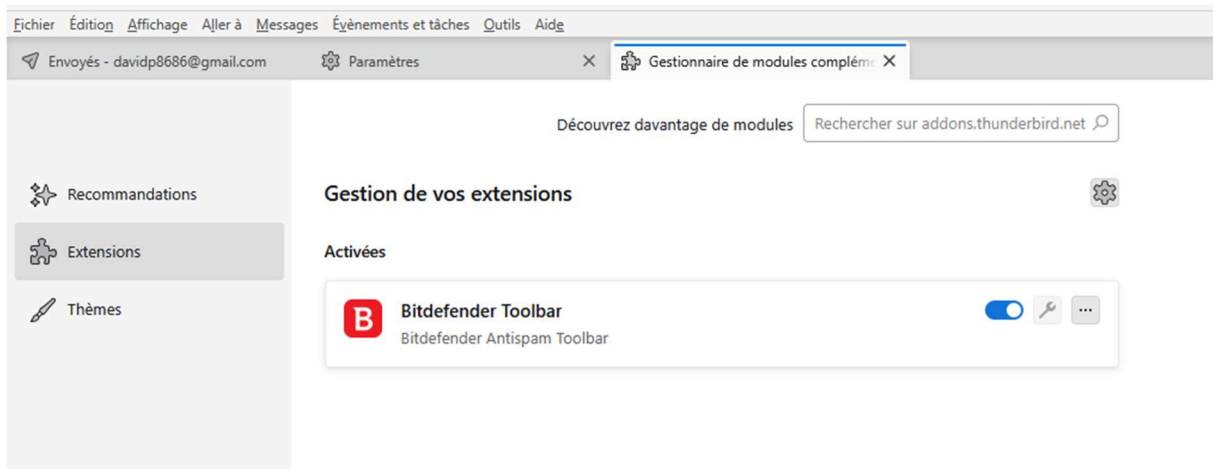 Fichier Édition Affichage Aller à Messages Évènements et tâches Outils Aide
Envoyés - davidp8686@gmail.com Paramètres Gestionnaire de modules complém
Découvrez davantage de modules Rechercher sur addons.thunderbird.net
Recommandations
Gestion de vos extensions
Extensions
Activées
Thèmes
B
Bitdefender Toolbar
Bitdefender Antispam Toolbar